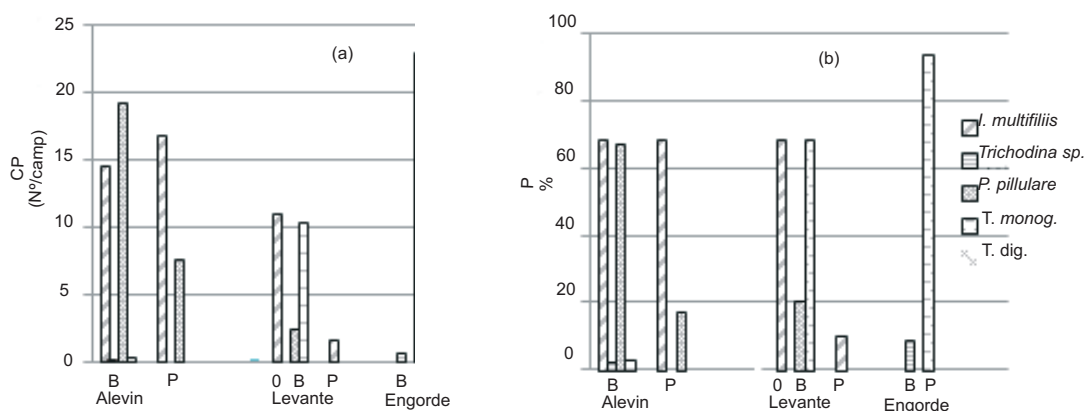 25
20
15
10
5
0
CP
(Nº/camp)
(a)
B P 0 B P B
Alevin Levante Engorde
100
80
60
40
20
0
P
%
(b)
B P 0 B P B P
Alevin Levante Engorde
I. multifiliis
Trichodina sp.
P. pillulare
T. monog.
T. dig.